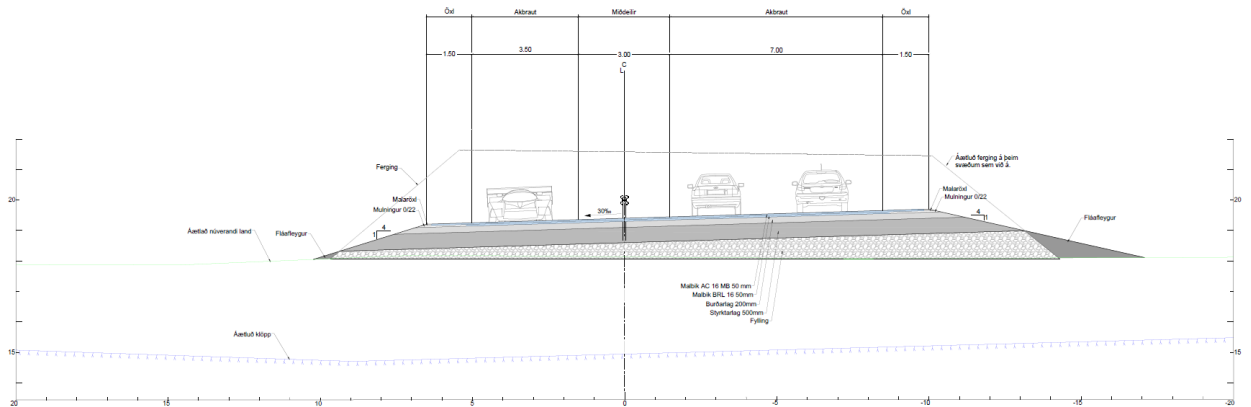 Öxl Akbraut Miðdeilir Akbraut Öxl
1.50 3.50 3.00 7.00 1.50
C
L
Ferging
Áætluð ferging á þeim
svæðum sem við á.
Malaröxl
Mulningur 0/22
Malaröxl
Mulningur 0/22
20
20
30‰
4
1
4
1
Fláafleygur
Fláafleygur
Áætlað núverandi land
Malbik AC 16 MB 50 mm
Malbik BRL 16 50mm
Burðarlag 200mm
Styrktarlag 500mm
Fylling
Áætluð klöpp
15
15
20 15 10 5 0 -5 -10 -15 -20